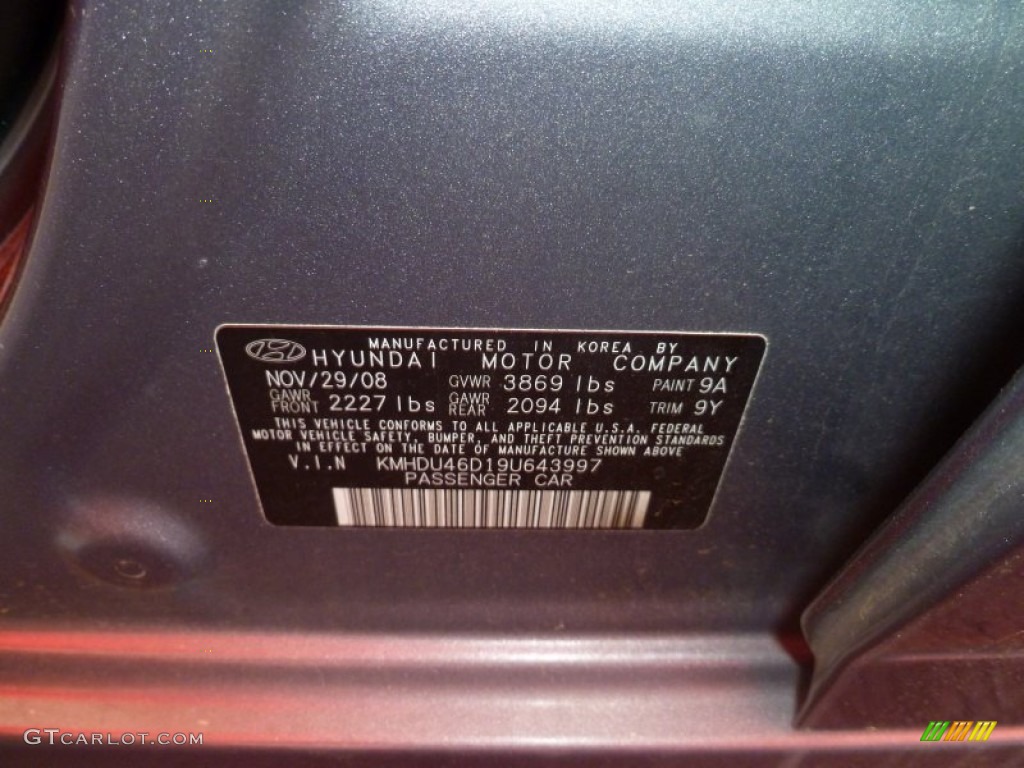 MANUFACTURED IN KOREA BY
HYUNDAI MOTOR COMPANY
NOV/29/08 GVWR 3869 lbs PAINT 9A
GAWR FRONT 2227 lbs GAWR REAR 2094 lbs TRIM 9Y
THIS VEHICLE CONFORMS TO ALL APPLICABLE U.S.A. FEDERAL
MOTOR VEHICLE SAFETY, BUMPER, AND THEFT PREVENTION STANDARDS
IN EFFECT ON THE DATE OF MANUFACTURE SHOWN ABOVE
V.I.N KMHDU46D19U643997
PASSENGER CAR
GTCARLOT.COM